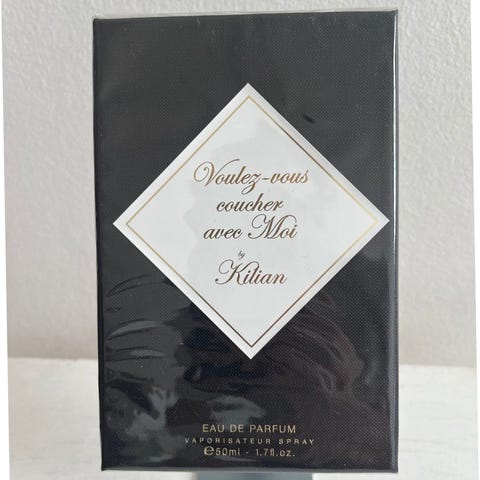 Voulez-vous
coucher
avec Moi
by
Kilian
EAU DE PARFUM
VAPORISATEUR SPRAY
℮50ml - 1.7fl.oz.